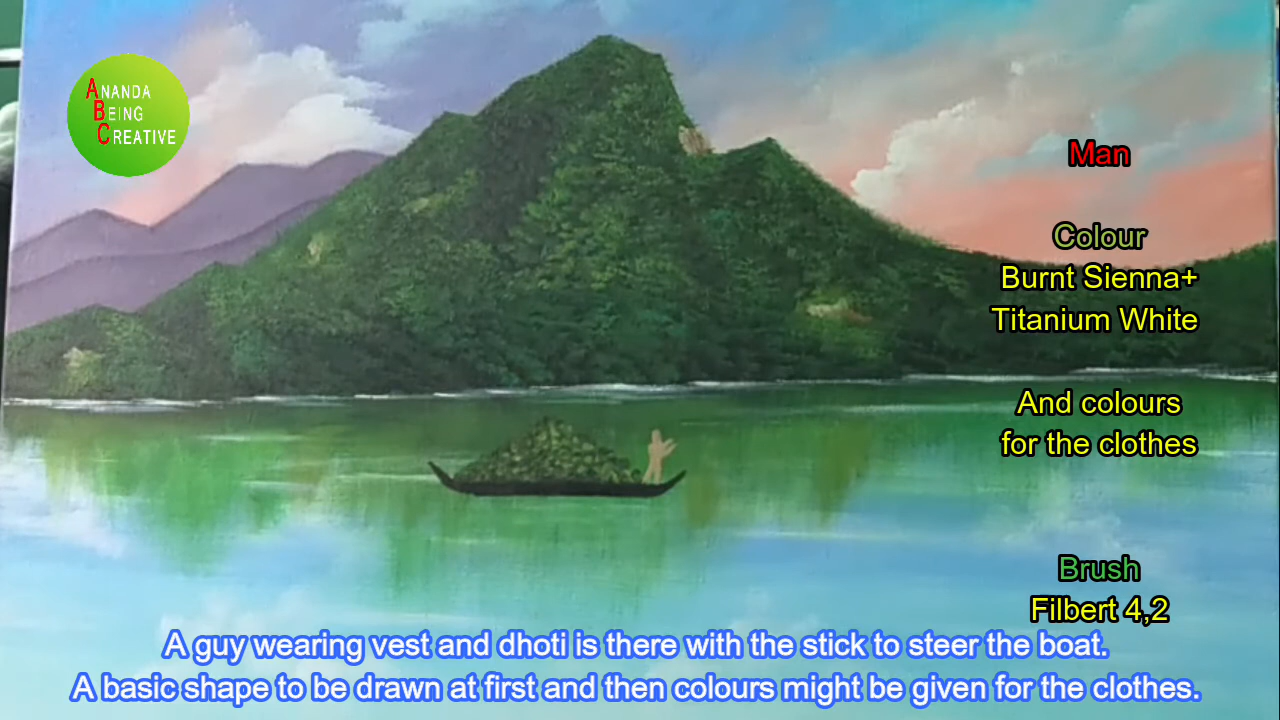 ANANDA
BEING
CREATIVE
Man
Colour
Burnt Sienna+
Titanium White
And colours
for the clothes
Brush
Filbert 4,2
A guy wearing vest and dhoti is there with the stick to steer the boat.
A basic shape to be drawn at first and then colours might be given for the clothes.